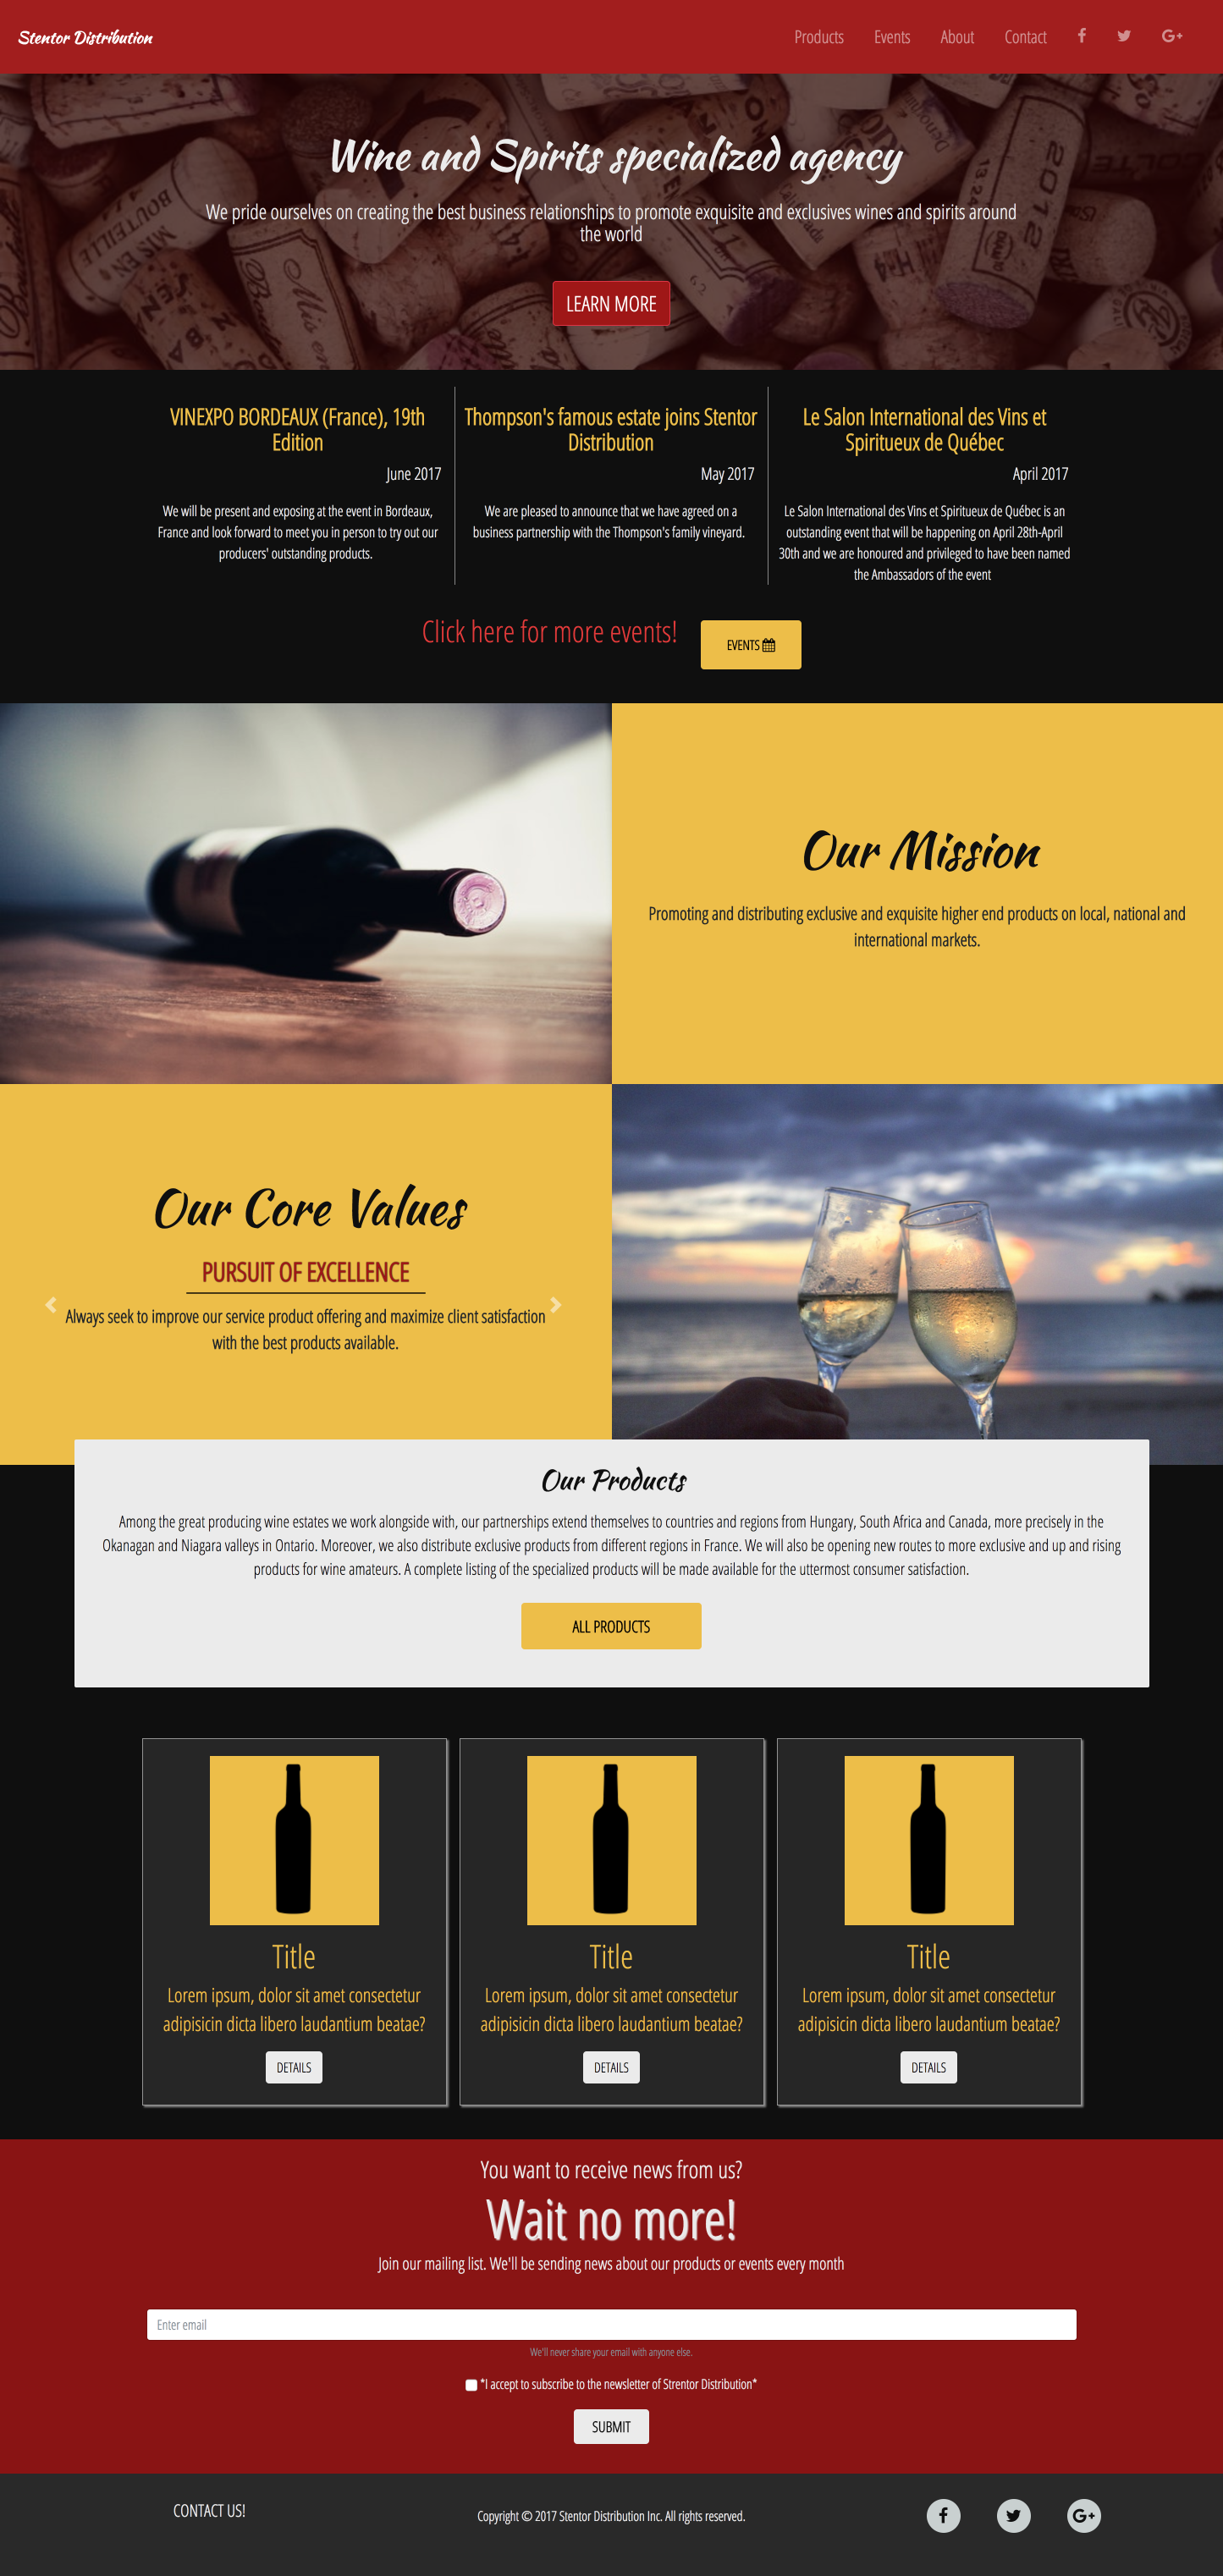 Stentor Distribution
Products Events About Contact
Wine and Spirits specialized agency
We pride ourselves on creating the best business relationships to promote exquisite and exclusives wines and spirits around
the world
LEARN MORE
VINEXPO BORDEAUX (France), 19th
Edition
June 2017
We will be present and exposing at the event in Bordeaux,
France and look forward to meet you in person to try out our
producers' outstanding products.
Thompson's famous estate joins Stentor
Distribution
May 2017
We are pleased to announce that we have agreed on a
business partnership with the Thompson's family vineyard.
Le Salon International des Vins et
Spiritueux de Québec
April 2017
Le Salon International des Vins et Spiritueux de Québec is an
outstanding event that will be happening on April 28th-April
30th and we are honoured and privileged to have been named
the Ambassadors of the event
Click here for more events!
EVENTS
Our Mission
Promoting and distributing exclusive and exquisite higher end products on local, national and
international markets.
Our Core Values
PURSUIT OF EXCELLENCE
Always seek to improve our service product offering and maximize client satisfaction
with the best products available.
Our Products
Among the great producing wine estates we work alongside with, our partnerships extend themselves to countries and regions from Hungary, South Africa and Canada, more precisely in the
Okanagan and Niagara valleys in Ontario. Moreover, we also distribute exclusive products from different regions in France. We will also be opening new routes to more exclusive and up and rising
products for wine amateurs. A complete listing of the specialized products will be made available for the uttermost consumer satisfaction.
ALL PRODUCTS
Title
Lorem ipsum, dolor sit amet consectetur
adipisicin dicta libero laudantium beatae?
DETAILS
Title
Lorem ipsum, dolor sit amet consectetur
adipisicin dicta libero laudantium beatae?
DETAILS
Title
Lorem ipsum, dolor sit amet consectetur
adipisicin dicta libero laudantium beatae?
DETAILS
You want to receive news from us?
Wait no more!
Join our mailing list. We'll be sending news about our products or events every month
Enter email
We'll never share your email with anyone else.
*I accept to subscribe to the newsletter of Strentor Distribution*
SUBMIT
CONTACT US!
Copyright © 2017 Stentor Distribution Inc. All rights reserved.